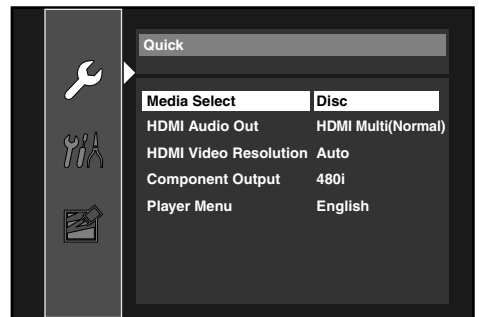 Quick
Media Select Disc
HDMI Audio Out HDMI Multi(Normal)
HDMI Video Resolution Auto
Component Output 480i
Player Menu English